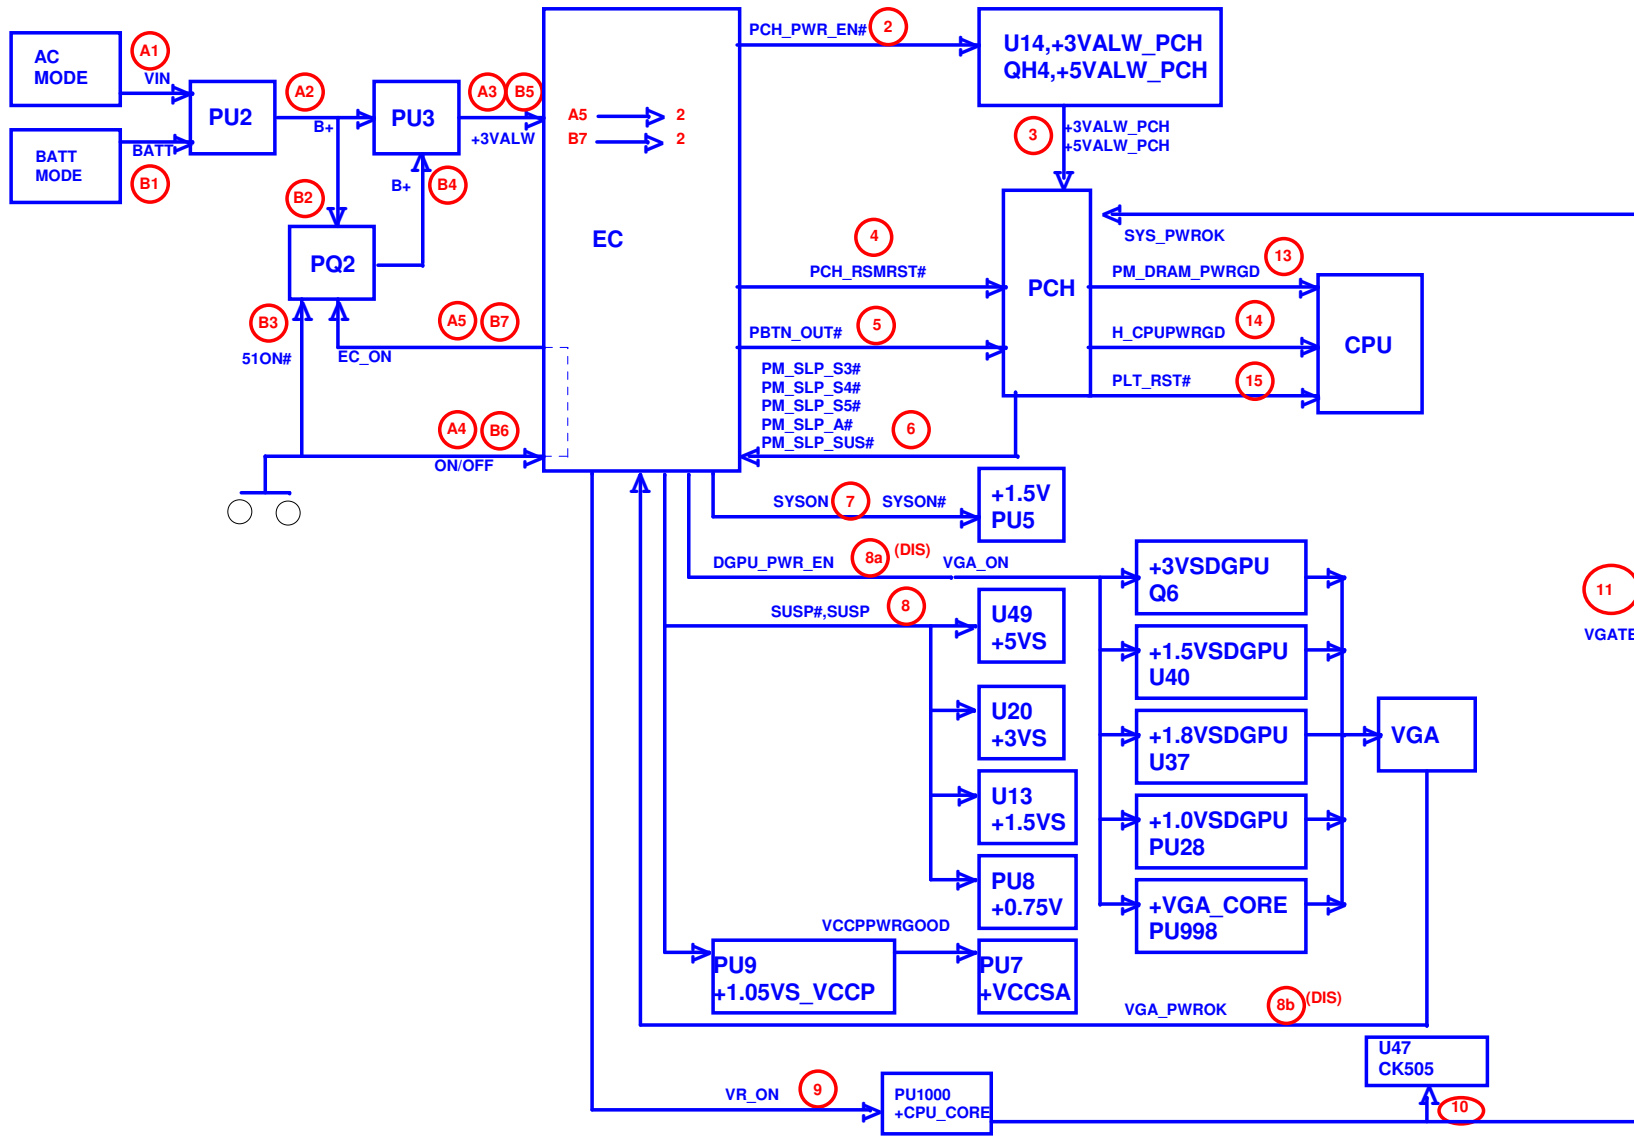 AC
MODE
A1
VIN
BATT
MODE
BATT
B1
PU2
A2
B+
PU3
A3
B5
+3VALW
B+
B4
B2
PQ2
B3
51ON#
A5
B7
EC_ON
A4
B6
ON/OFF
A5
2
B7
2
EC
PCH_PWR_EN#
2
U14,+3VALW_PCH
QH4,+5VALW_PCH
3
+3VALW_PCH
+5VALW_PCH
4
PCH_RSMRST#
PCH
SYS_PWROK
PM_DRAM_PWRGD
13
PBTN_OUT#
5
H_CPUPWRGD
14
CPU
PLT_RST#
15
PM_SLP_S3#
PM_SLP_S4#
PM_SLP_S5#
PM_SLP_A#
PM_SLP_SUS#
6
SYSON
7
SYSON#
+1.5V
PU5
DGPU_PWR_EN
8a
(DIS)
VGA_ON
+3VSDGPU
Q6
11
VGATE
SUSP#,SUSP
8
U49
+5VS
+1.5VSDGPU
U40
U20
+3VS
+1.8VSDGPU
U37
VGA
U13
+1.5VS
+1.0VSDGPU
PU28
PU8
+0.75V
+VGA_CORE
PU998
VCCPPWRGOOD
PU9
+1.05VS_VCCP
PU7
+VCCSA
VGA_PWROK
8b
(DIS)
U47
CK505
VR_ON
9
PU1000
+CPU_CORE
10